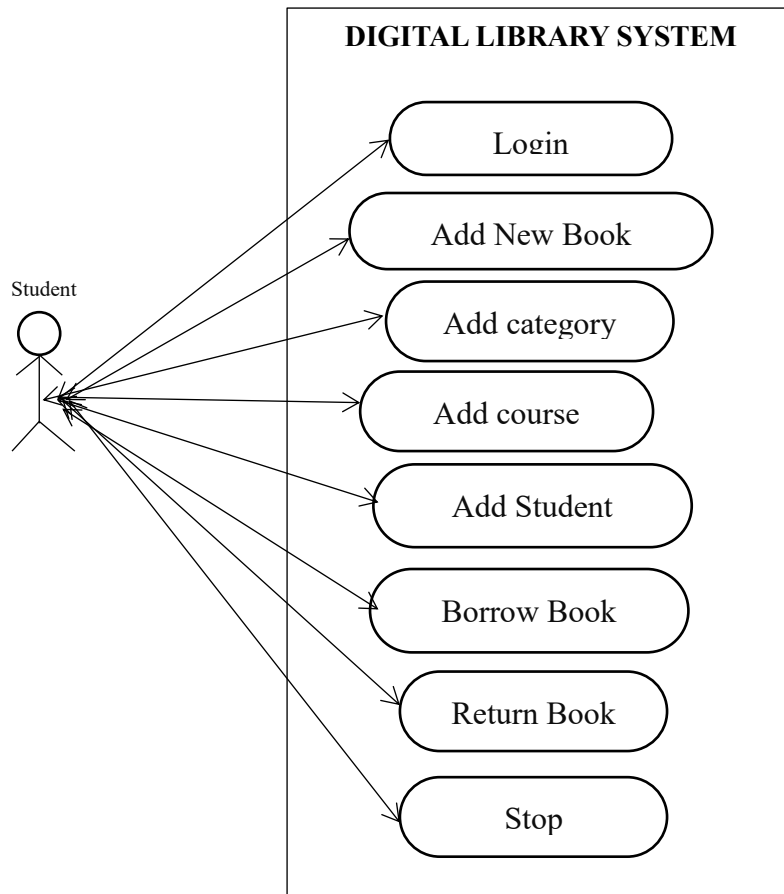 DIGITAL LIBRARY SYSTEM
Login
Add New Book
Student
Add category
Add course
Add Student
Borrow Book
Return Book
Stop